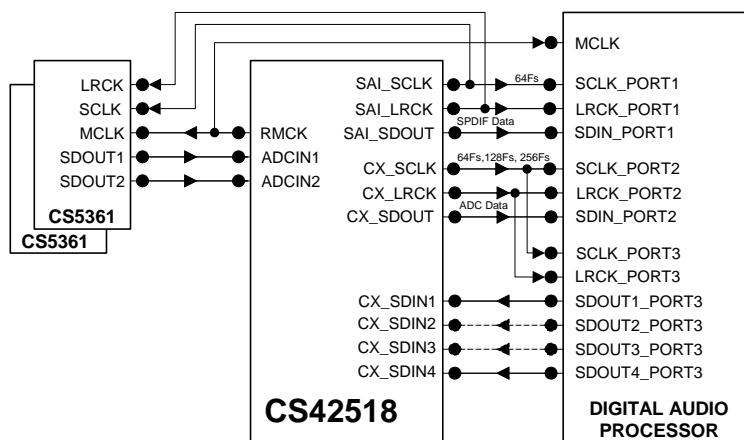 LRCK
SCLK
MCLK
SDOUT1
SDOUT2
CS5361
CS5361
RMCK
ADCIN1
ADCIN2
SAI_SCLK
SAI_LRCK
SAI_SDOUT
CX_SCLK
CX_LRCK
CX_SDOUT
CX_SDIN1
CX_SDIN2
CX_SDIN3
CX_SDIN4
CS42518
64Fs
SPDIF Data
64Fs,128Fs, 256Fs
ADC Data
MCLK
SCLK_PORT1
LRCK_PORT1
SDIN_PORT1
SCLK_PORT2
LRCK_PORT2
SDIN_PORT2
SCLK_PORT3
LRCK_PORT3
SDOUT1_PORT3
SDOUT2_PORT3
SDOUT3_PORT3
SDOUT4_PORT3
DIGITAL AUDIO
PROCESSOR